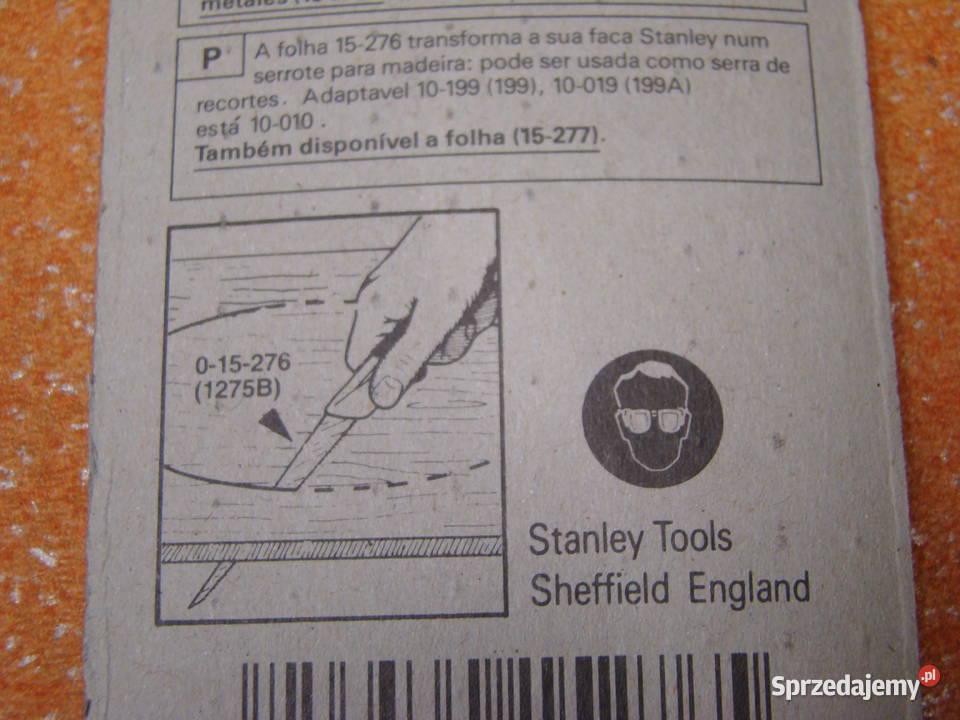 metales (15
P A folha 15-276 transforma a sua faca Stanley num
serrote para madeira: pode ser usada como serra de
recortes. Adaptavel 10-199 (199), 10-019 (199A)
está 10-010 .
Também disponível a folha (15-277).
0-15-276
(1275B)
Stanley Tools
Sheffield England
Sprzedajemy.pl